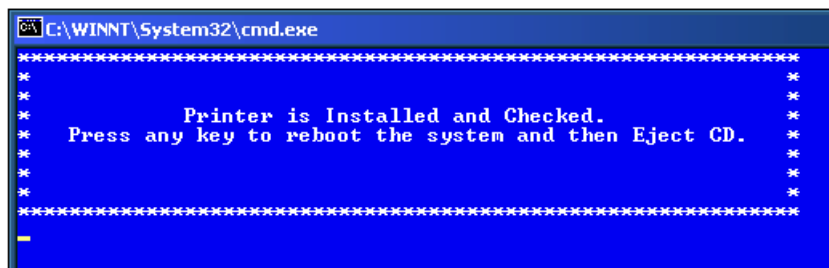 C:\WINNT\System32\cmd.exe
*****************************************************************
* *
* *
* Printer is Installed and Checked. *
* Press any key to reboot the system and then Eject CD. *
* *
* *
* *
*****************************************************************